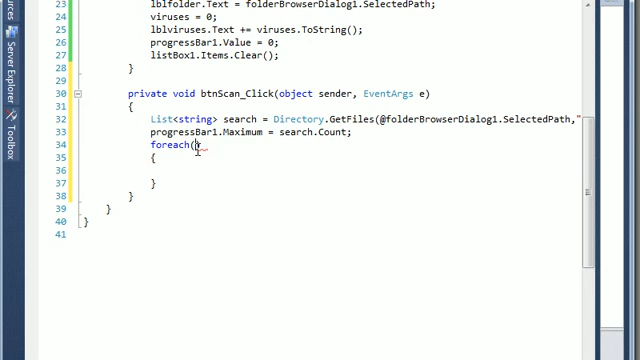 23 lblfolder.Text = folderBrowserDialog1.SelectedPath;
24 viruses = 0;
25 lblviruses.Text += viruses.ToString();
26 progressBar1.Value = 0;
27 listBox1.Items.Clear();
28 }
29
30 private void btnScan_Click(object sender, EventArgs e)
31 {
32 List<string> search = Directory.GetFiles(@folderBrowserDialog1.SelectedPath,"
33 progressBar1.Maximum = search.Count;
34 foreach(
35 {
36
37 }
38 }
39 }
40 }
41
Server Explorer
Toolbox